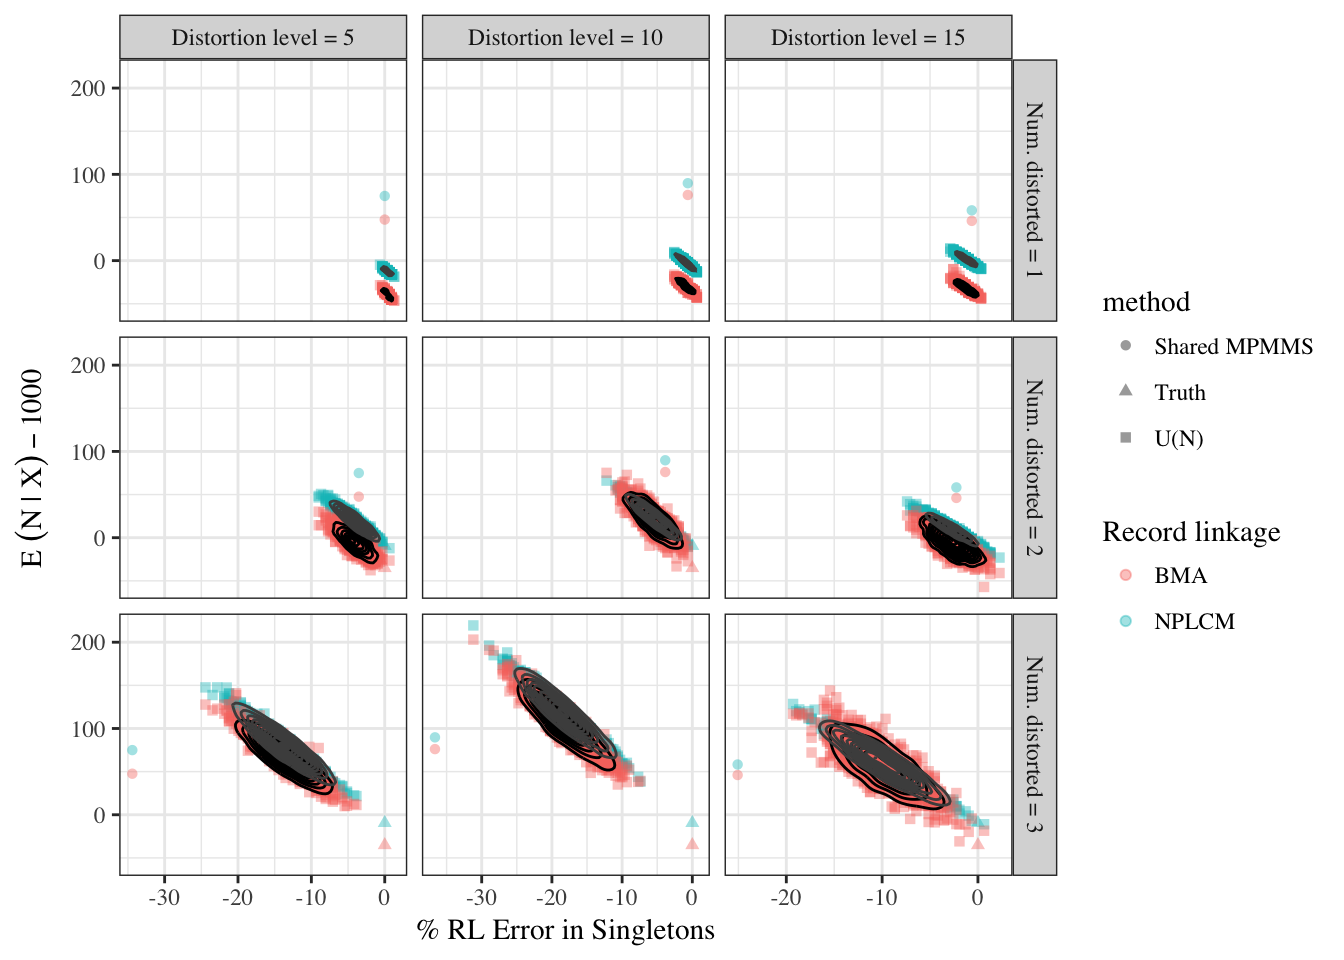 Distortion level = 5
Distortion level = 10
Distortion level = 15
200
100
0
Num. distorted = 1
200
100
0
Num. distorted = 2
200
100
0
Num. distorted = 3
-30
-20
-10
0
-30
-20
-10
0
-20
-10
0
% RL Error in Singletons
E (N | X) − 1000
method
Shared MPMMS
Truth
U(N)
Record linkage
BMA
NPLCM